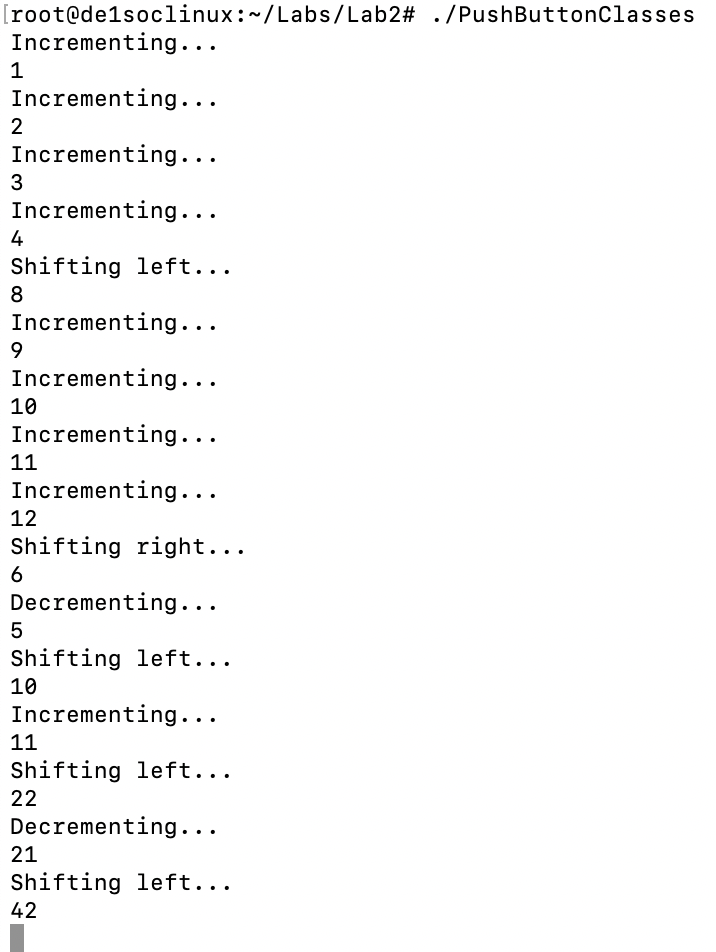 [root@de1soclinux:~/Labs/Lab2# ./PushButtonClasses
Incrementing...
1
Incrementing...
2
Incrementing...
3
Incrementing...
4
Shifting left...
8
Incrementing...
9
Incrementing...
10
Incrementing...
11
Incrementing...
12
Shifting right...
6
Decrementing...
5
Shifting left...
10
Incrementing...
11
Shifting left...
22
Decrementing...
21
Shifting left...
42